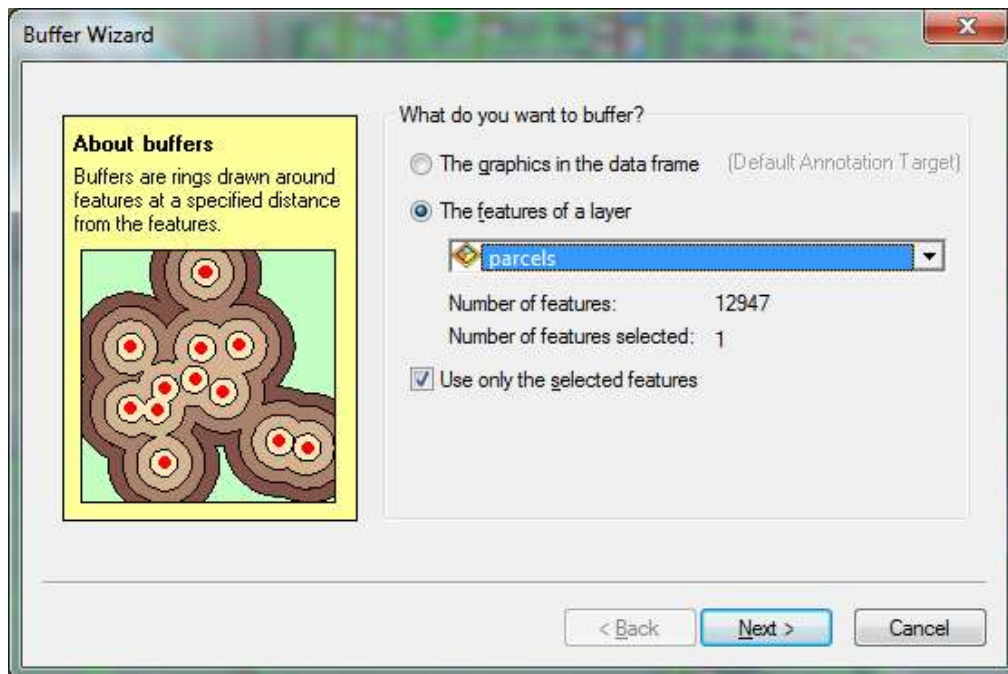 Buffer Wizard
About buffers
Buffers are rings drawn around
features at a specified distance
from the features.
What do you want to buffer?
The graphics in the data frame (Default Annotation Target)
The features of a layer
parcels
Number of features: 12947
Number of features selected: 1
Use only the selected features
< Back Next > Cancel